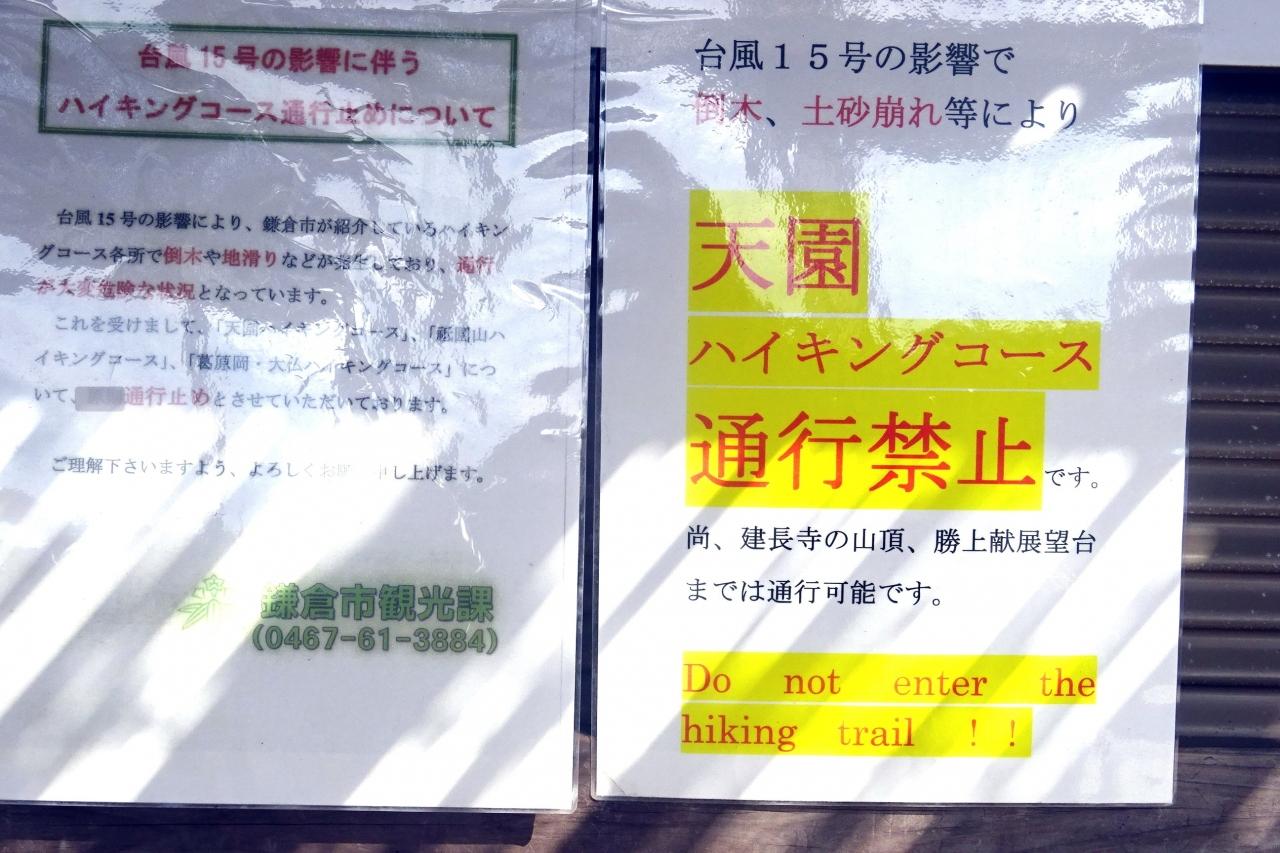 台風15号の影響に伴う
ハイキングコース通行止めについて
台風15号の影響により、鎌倉市が紹介しているハイキン
グコース各所で倒木や地滑りなどが発生しており、通行
が大変危険な状況となっています。
これを受けまして、「天園ハイキングコース」、「祇園山ハ
イキングコース」、「葛原岡・大仏ハイキングコース」につ
いて、通行止めとさせていただいております。
ご理解下さいますよう、よろしくお願い申し上げます。
鎌倉市観光課
(0467-61-3884)
台風１５号の影響で
倒木、土砂崩れ等により
天園
ハイキングコース
通行禁止です。
尚、建長寺の山頂、勝上献展望台
までは通行可能です。
Do not enter the
hiking trail ！！